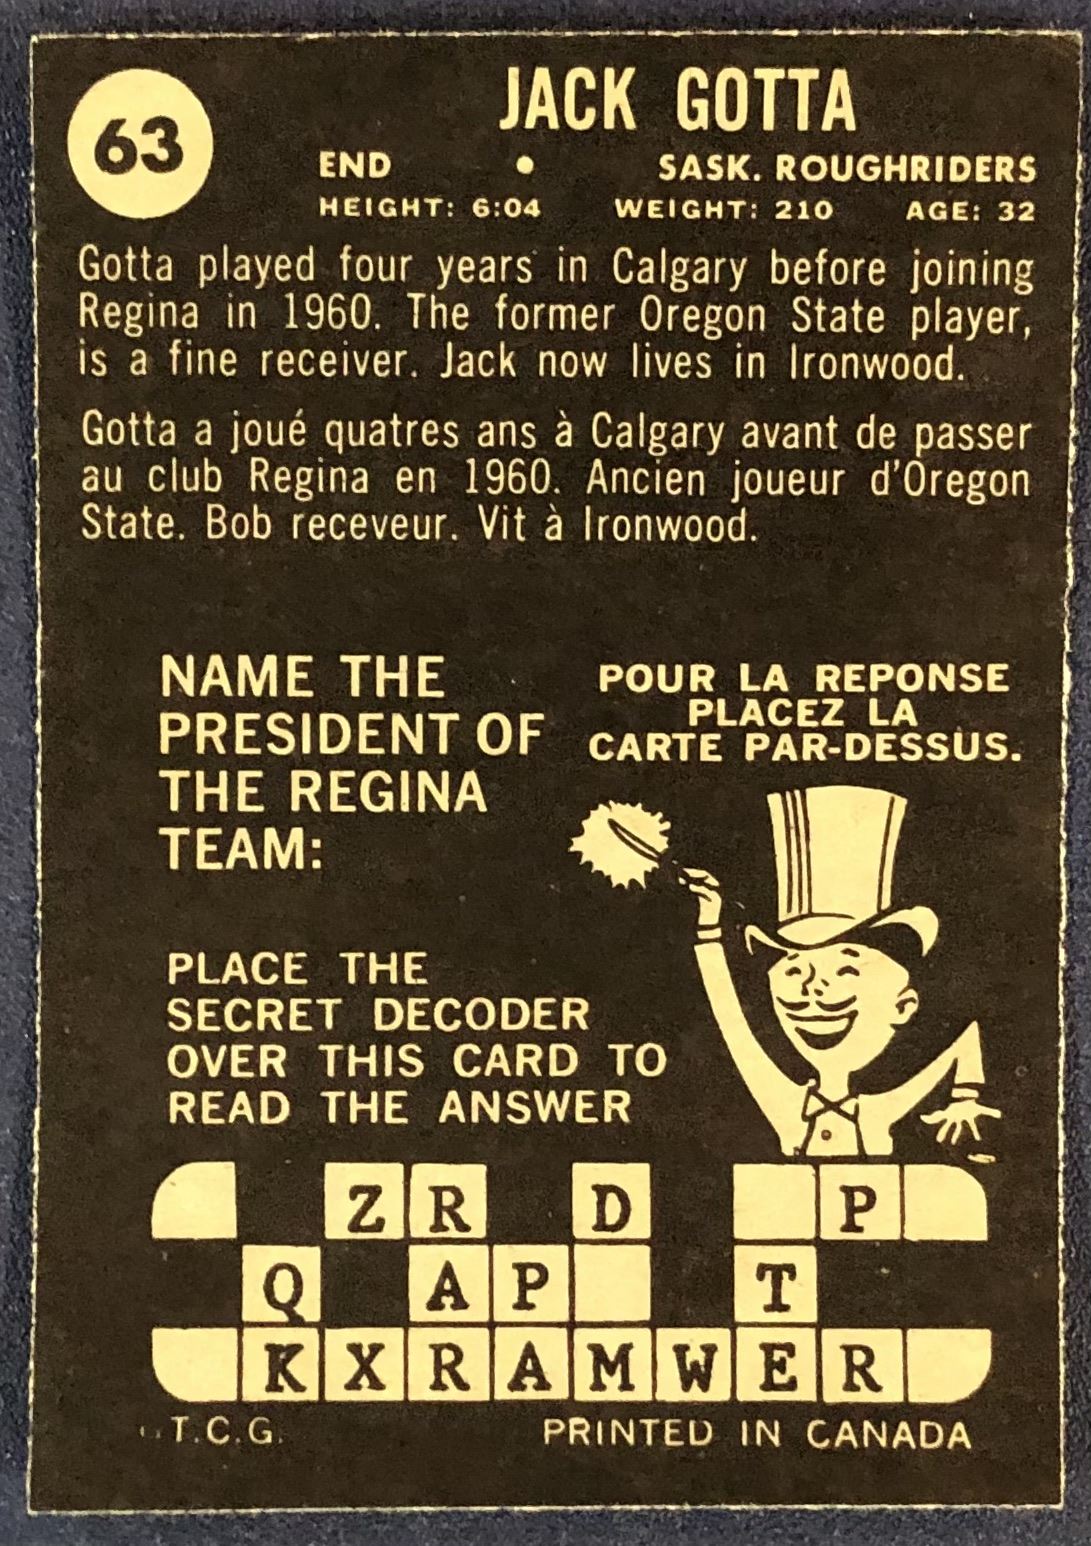 63
JACK GOTTA
END • SASK. ROUGHRIDERS
HEIGHT: 6:04 WEIGHT: 210 AGE: 32
Gotta played four years in Calgary before joining
Regina in 1960. The former Oregon State player,
is a fine receiver. Jack now lives in Ironwood.
Gotta a joué quatres ans à Calgary avant de passer
au club Regina en 1960. Ancien joueur d'Oregon
State. Bob receveur. Vit à Ironwood.
NAME THE
PRESIDENT OF
THE REGINA
TEAM:
POUR LA REPONSE
PLACEZ LA
CARTE PAR-DESSUS.
PLACE THE
SECRET DECODER
OVER THIS CARD TO
READ THE ANSWER
Z R D P
Q A P T
K X R A M W E R
T.C.G. PRINTED IN CANADA